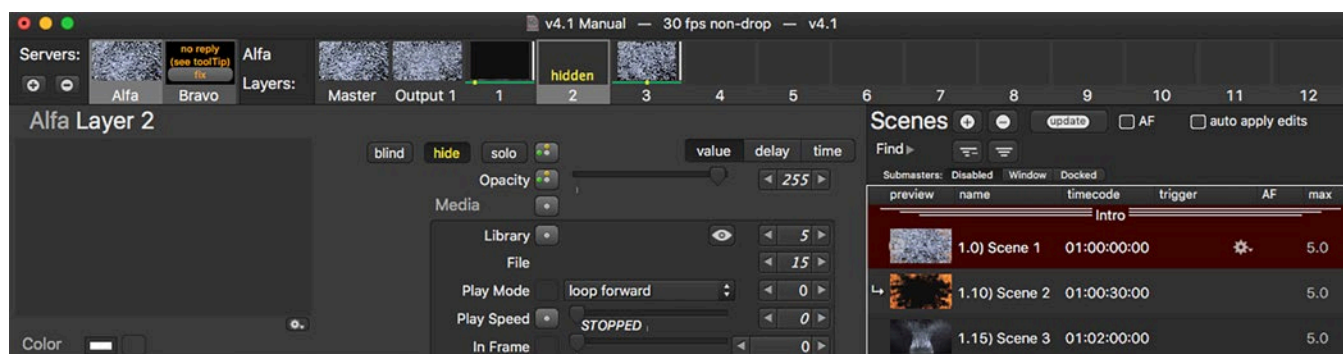 v4.1 Manual — 30 fps non-drop — v4.1
Servers:
no reply
(see toolTip)
fix
Alfa
Layers:
hidden
Alfa Bravo Master Output 1 1 2 3 4 5 6 7 8 9 10 11 12
Alfa Layer 2
blind hide solo value delay time
Opacity 255
Media
Library 5
File 15
Play Mode loop forward 0
Play Speed STOPPED 0
In Frame 0
Color
Scenes update AF auto apply edits
Find
Submasters: Disabled Window Docked
preview name timecode trigger AF max
Intro
1.0) Scene 1 01:00:00:00 5.0
1.10) Scene 2 01:00:30:00 5.0
1.15) Scene 3 01:02:00:00 5.0